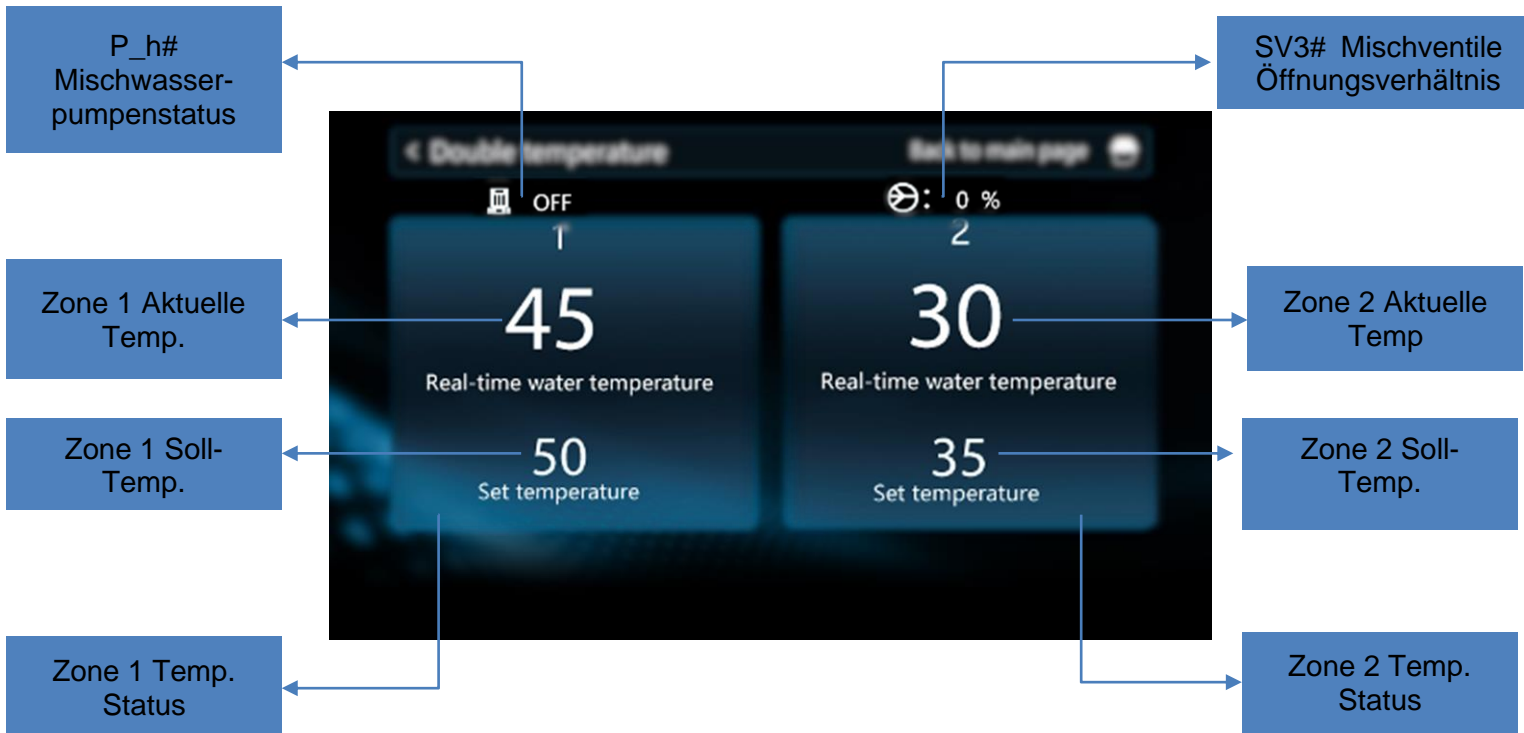 P_h#
Mischwasser-
pumpenstatus
SV3# Mischventile
Öffnungsverhältnis
< Double temperature
Back to main page
OFF
: 0 %
1
2
Zone 1 Aktuelle
Temp.
45
30
Zone 2 Aktuelle
Temp
Real-time water temperature
Real-time water temperature
Zone 1 Soll-
Temp.
50
35
Zone 2 Soll-
Temp.
Set temperature
Set temperature
Zone 1 Temp.
Status
Zone 2 Temp.
Status